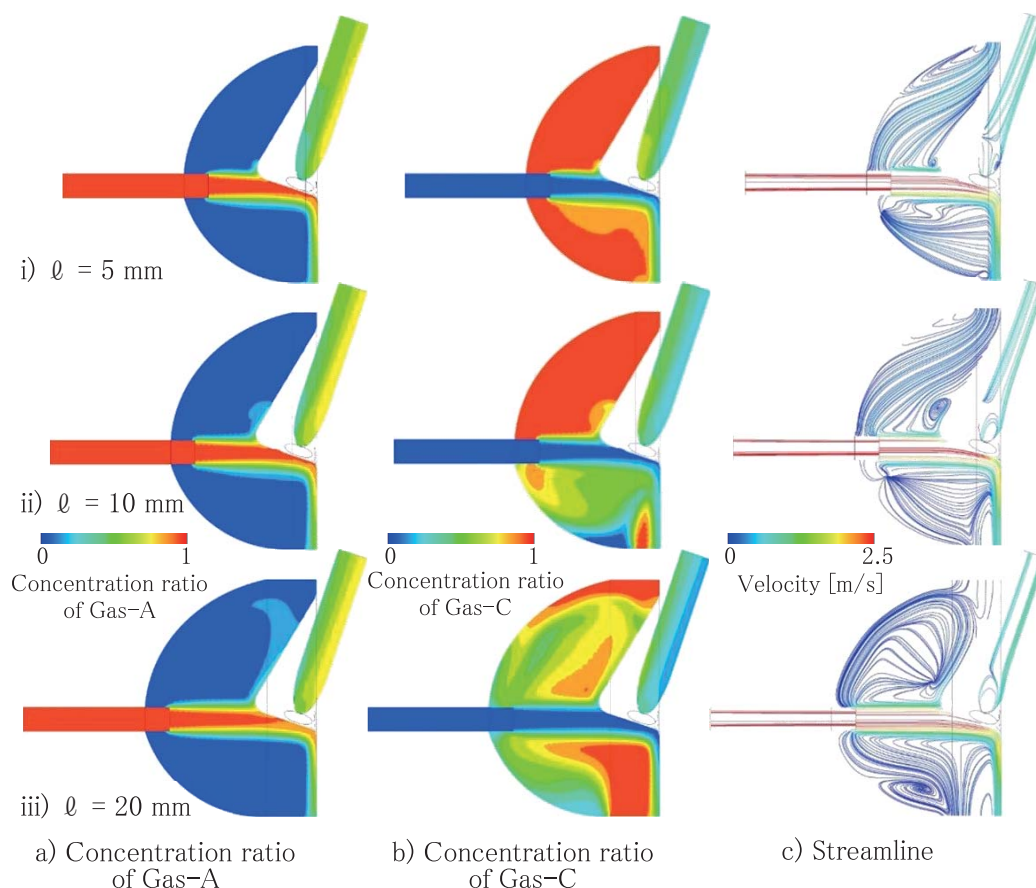 i) ℓ = 5 mm
ii) ℓ = 10 mm
0 1
Concentration ratio
of Gas-A
0 1
Concentration ratio
of Gas-C
0 2.5
Velocity [m/s]
iii) ℓ = 20 mm
a) Concentration ratio
of Gas-A
b) Concentration ratio
of Gas-C
c) Streamline